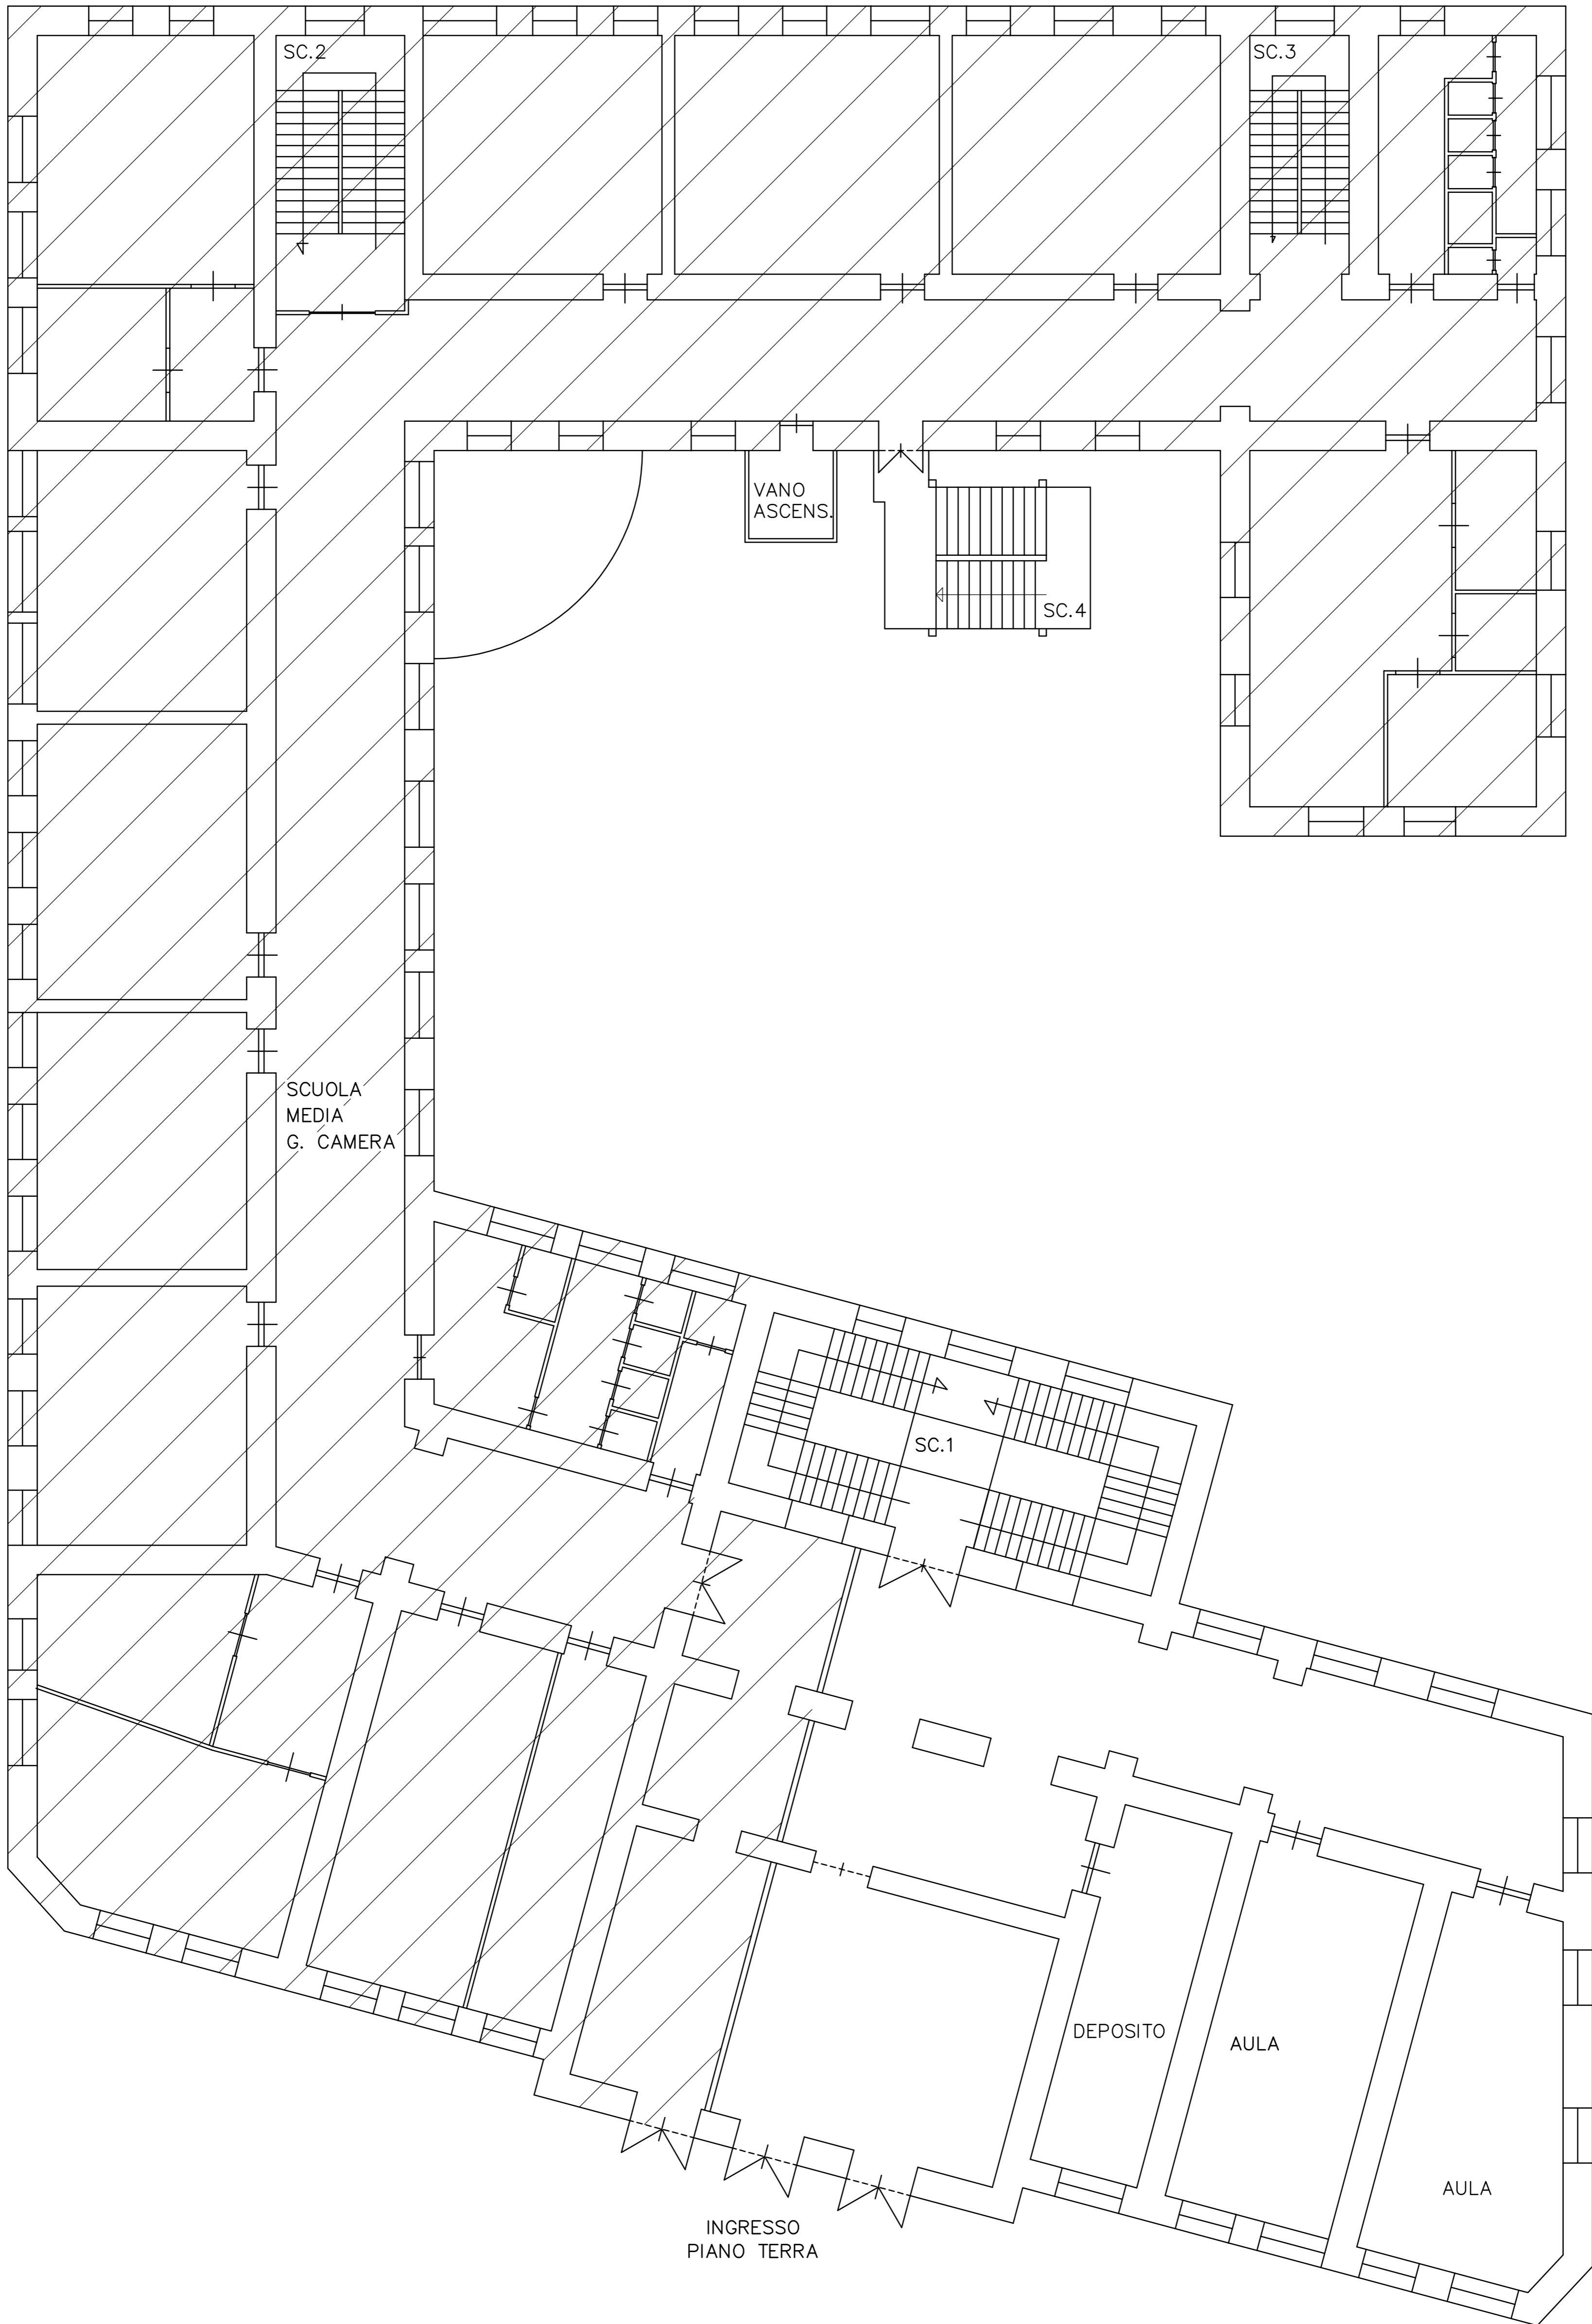 SC.2
SC.3
VANO
ASCENS.
SC.4
SCUOLA
MEDIA
G. CAMERA
SC.1
DEPOSITO
AULA
AULA
INGRESSO
PIANO TERRA